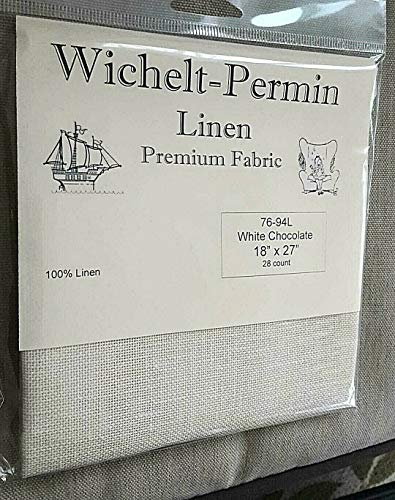 Wichelt-Permin
Linen
Premium Fabric
76-94L
White Chocolate
18" x 27"
28 count
100% Linen